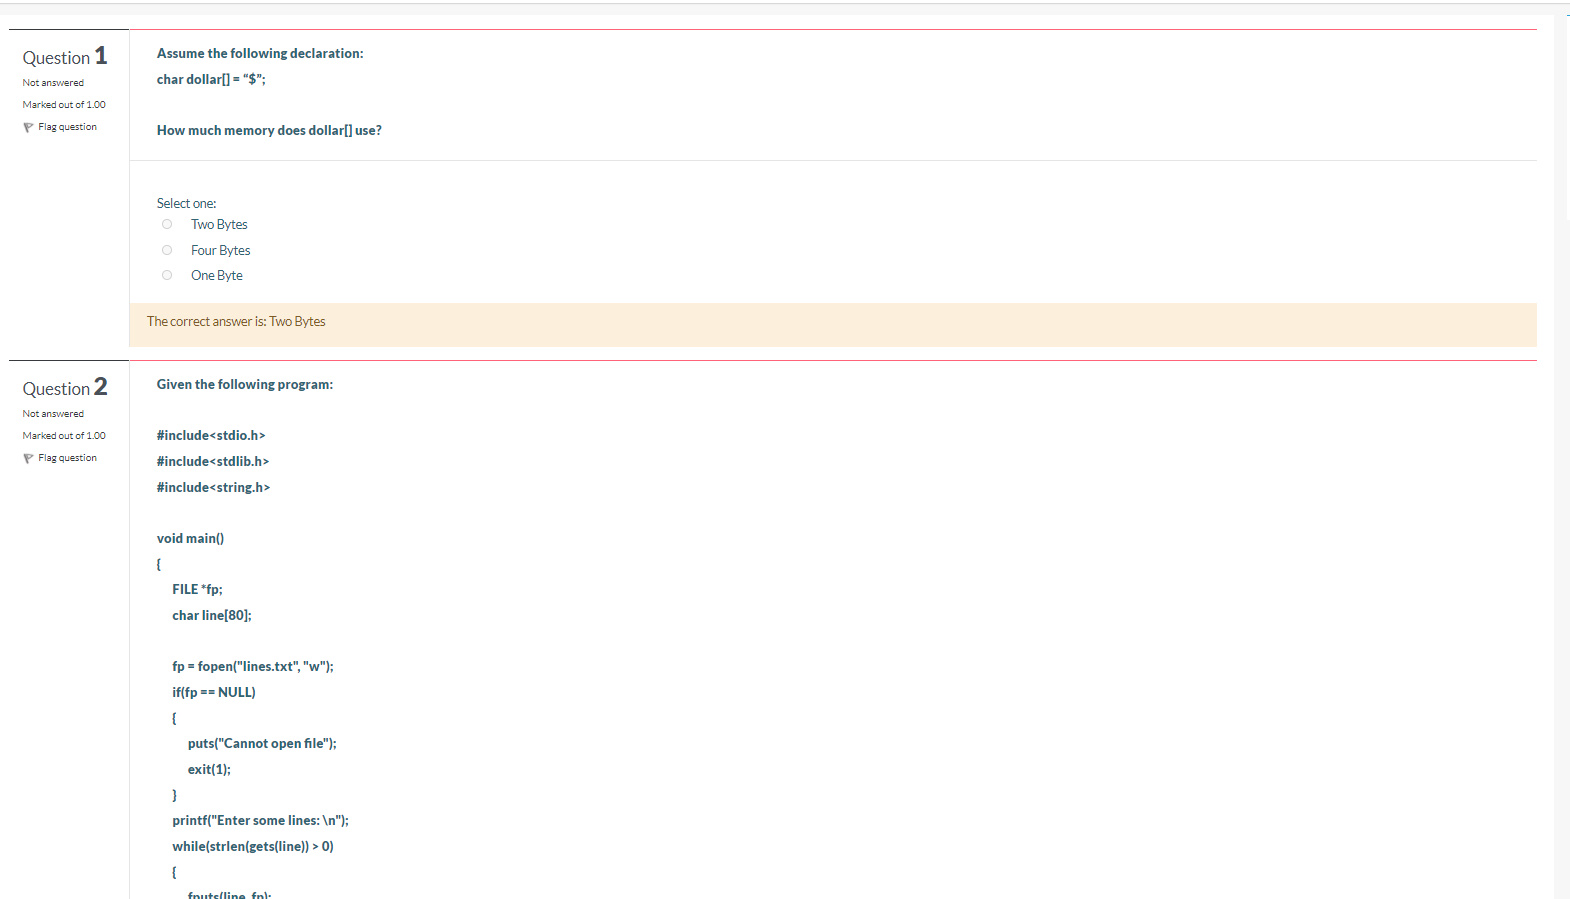 Question 1
Not answered
Marked out of 1.00
Flag question
Assume the following declaration:
char dollar[] = “$”;
How much memory does dollar[] use?
Select one:
Two Bytes
Four Bytes
One Byte
The correct answer is: Two Bytes
Question 2
Not answered
Marked out of 1.00
Flag question
Given the following program:
#include<stdio.h>
#include<stdlib.h>
#include<string.h>
void main()
{
FILE *fp;
char line[80];
fp = fopen("lines.txt", "w");
if(fp == NULL)
{
puts("Cannot open file");
exit(1);
}
printf("Enter some lines: \n");
while(strlen(gets(line)) > 0)
{
fputs(line, fp);